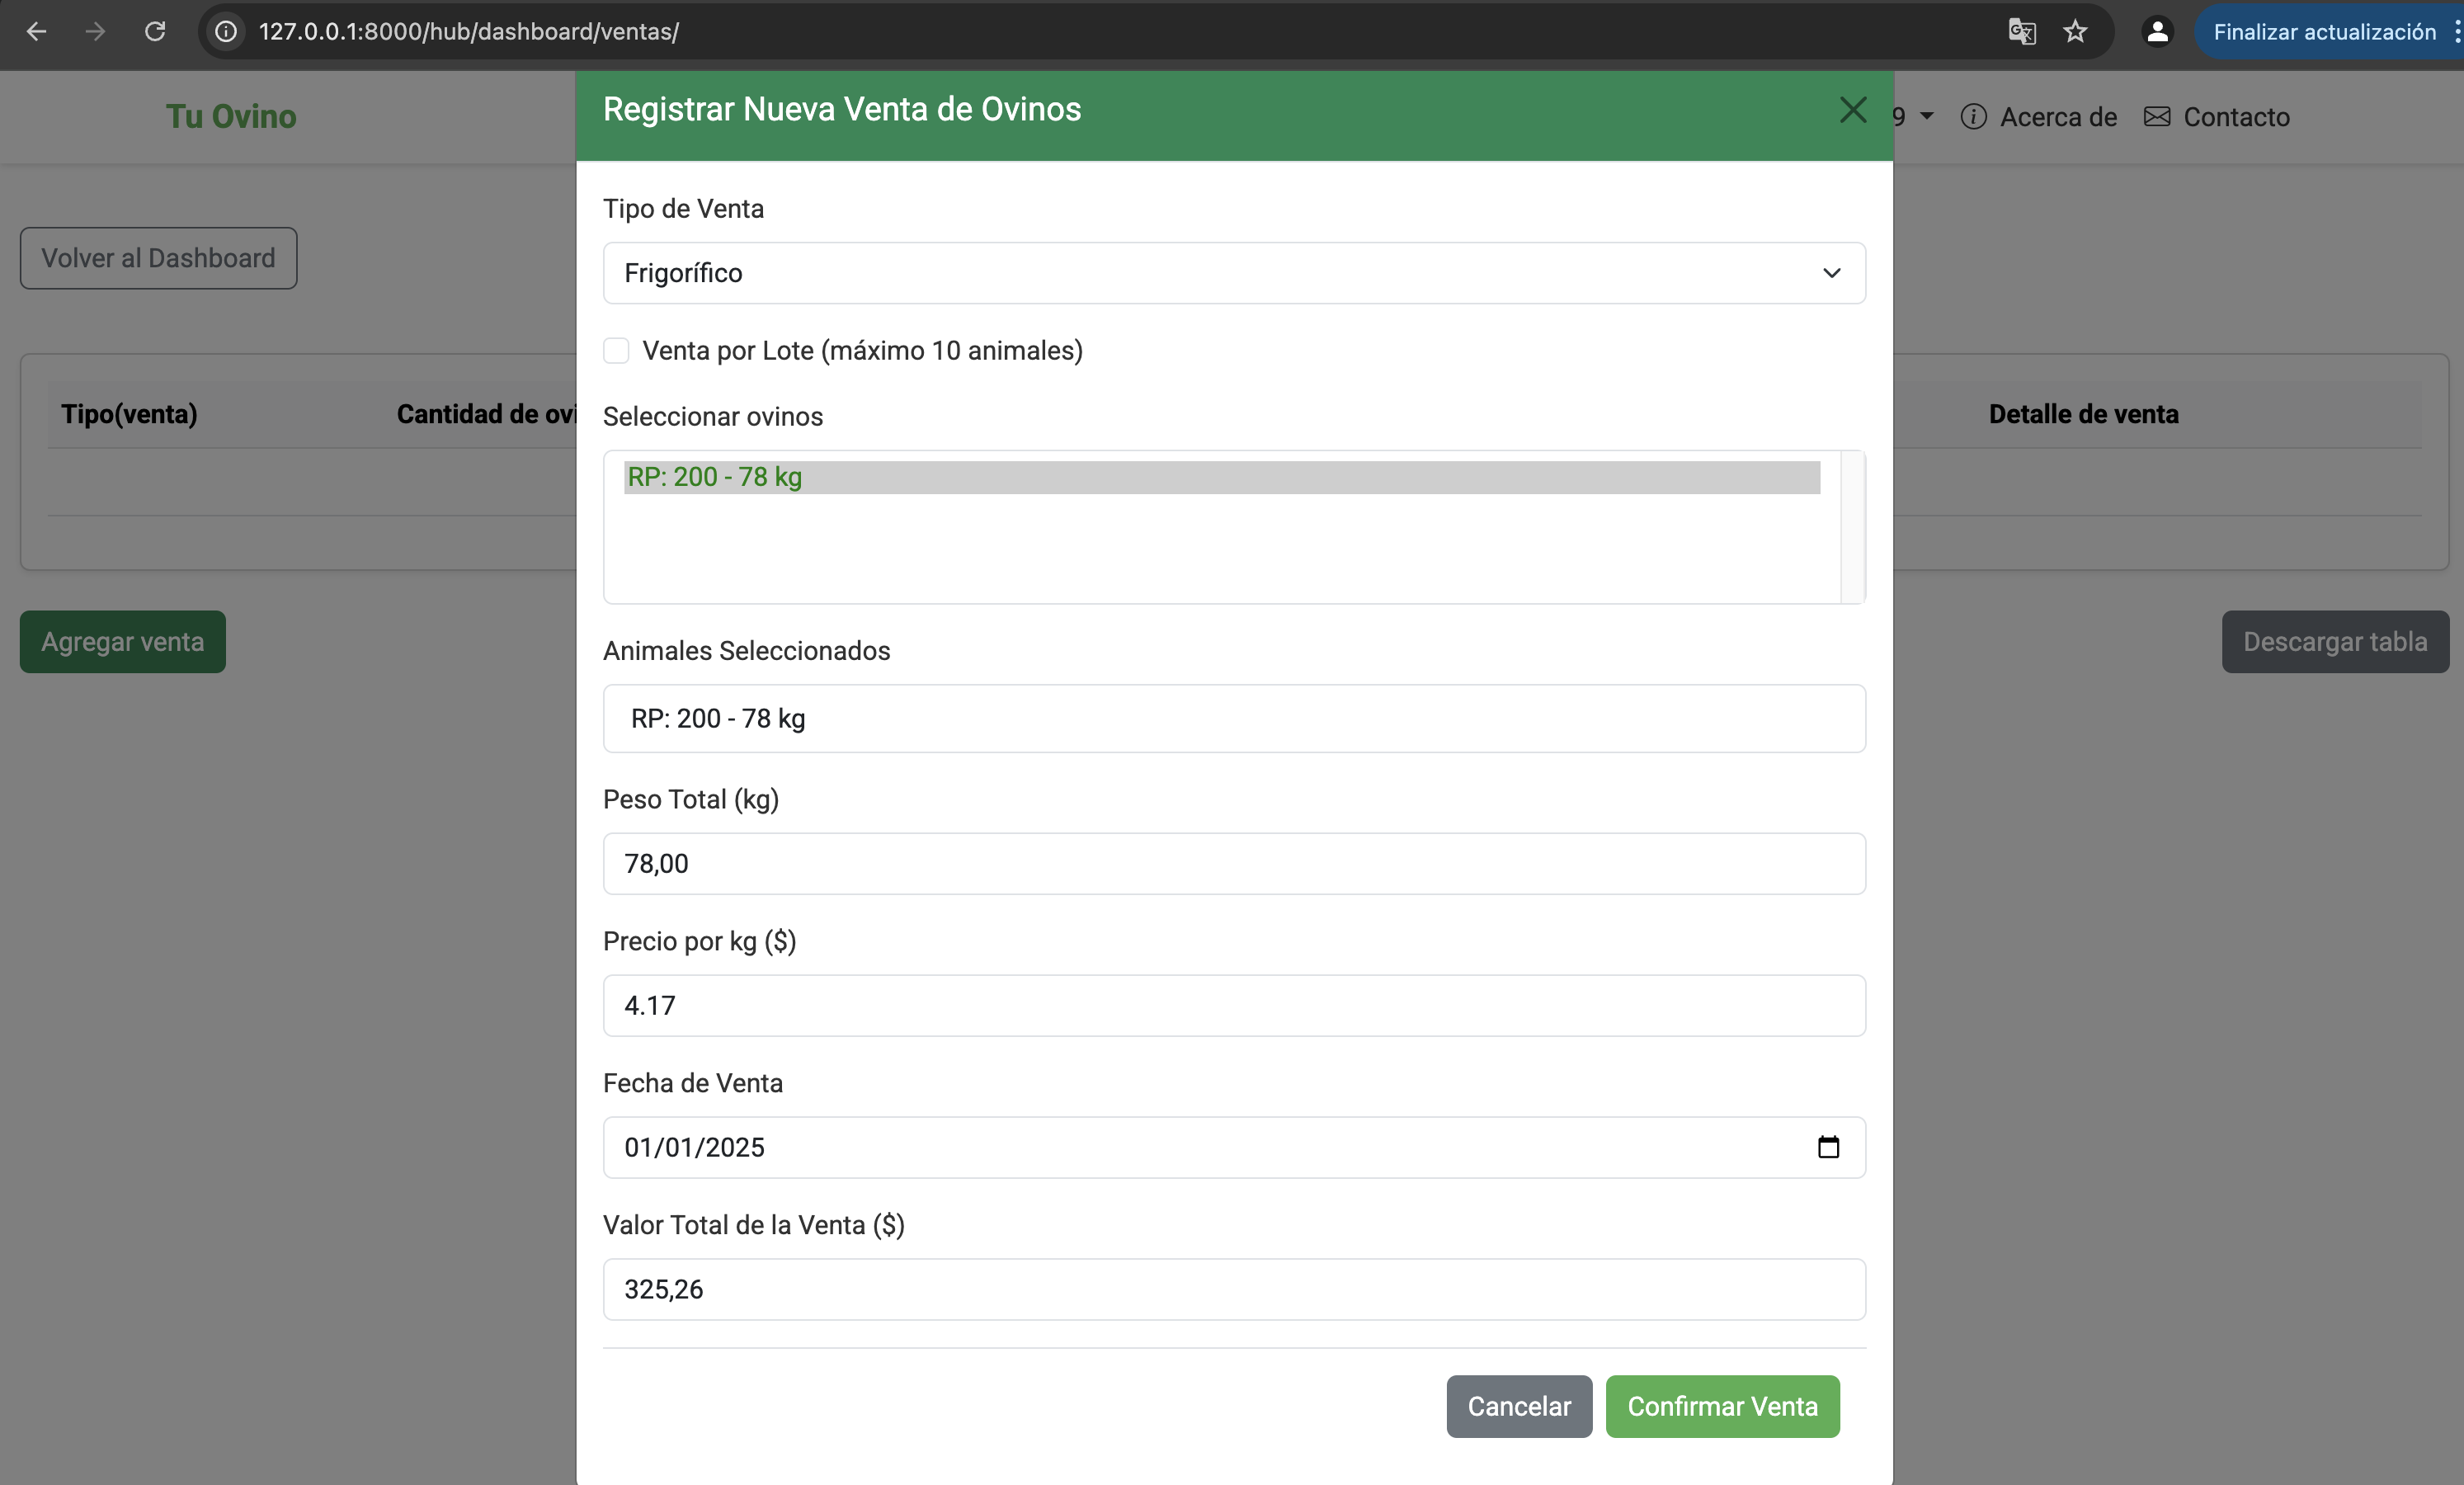 127.0.0.1:8000/hub/dashboard/ventas/
Finalizar actualización
Tu Ovino
9
Acerca de
Contacto
Registrar Nueva Venta de Ovinos
Volver al Dashboard
Tipo(venta)
Cantidad de ovi
Detalle de venta
Agregar venta
Descargar tabla
Tipo de Venta
Frigorífico
Venta por Lote (máximo 10 animales)
Seleccionar ovinos
RP: 200 - 78 kg
Animales Seleccionados
RP: 200 - 78 kg
Peso Total (kg)
78,00
Precio por kg ($)
4.17
Fecha de Venta
01/01/2025
Valor Total de la Venta ($)
325,26
Cancelar
Confirmar Venta